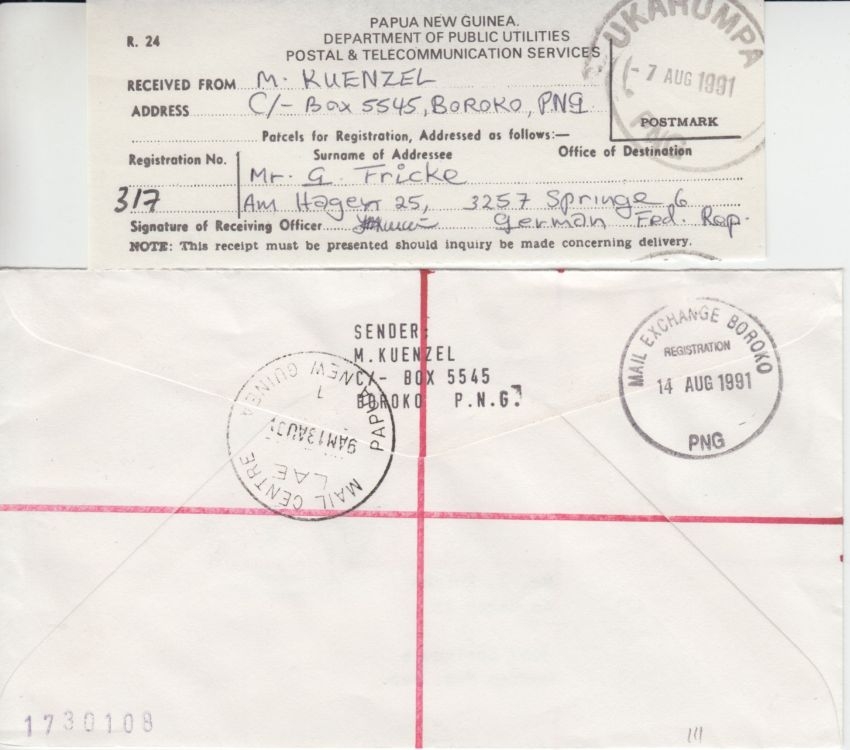 PAPUA NEW GUINEA.
R. 24
DEPARTMENT OF PUBLIC UTILITIES
POSTAL & TELECOMMUNICATION SERVICES
UKARUMPA
- 7 AUG 1991
PNG
POSTMARK
RECEIVED FROM M. KUENZEL
ADDRESS C/- Box 5545, BOROKO, PNG
Parcels for Registration, Addressed as follows:—
Registration No. Surname of Addressee Office of Destination
Mr. G. Fricke
317 Am Hagen 25, 3257 Springe 6
Signature of Receiving Officer German Fed. Rep.
NOTE: This receipt must be presented should inquiry be made concerning delivery.
SENDER:
M.KUENZEL
C/- BOX 5545
BOROKO P.N.G.
MAIL EXCHANGE BOROKO
REGISTRATION
14 AUG 1991
PNG
MAIL CENTRE
LAE
9AM13AU91
1
PAPUA NEW GUINEA
1730108